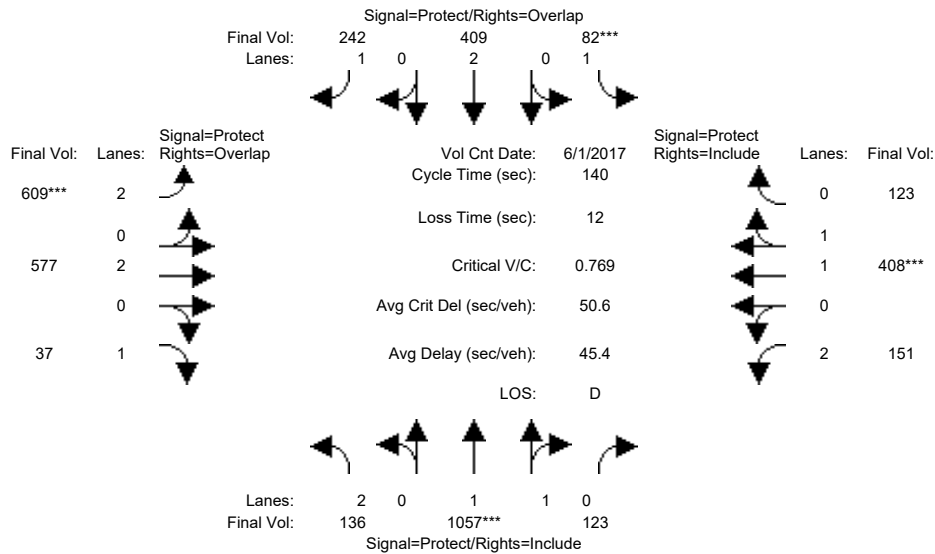 Signal=Protect/Rights=Overlap
Final Vol: 242 409 82***
Lanes: 1 0 2 0 1
Signal=Protect
Final Vol: Lanes: Rights=Overlap
Vol Cnt Date: 6/1/2017
Cycle Time (sec): 140
Loss Time (sec): 12
Critical V/C: 0.769
Avg Crit Del (sec/veh): 50.6
Avg Delay (sec/veh): 45.4
LOS: D
Signal=Protect
Rights=Include Lanes: Final Vol:
609*** 2
0
577 2
0
37 1
0 123
1
1 408***
0
2 151
Lanes: 2 0 1 1 0
Final Vol: 136 1057*** 123
Signal=Protect/Rights=Include